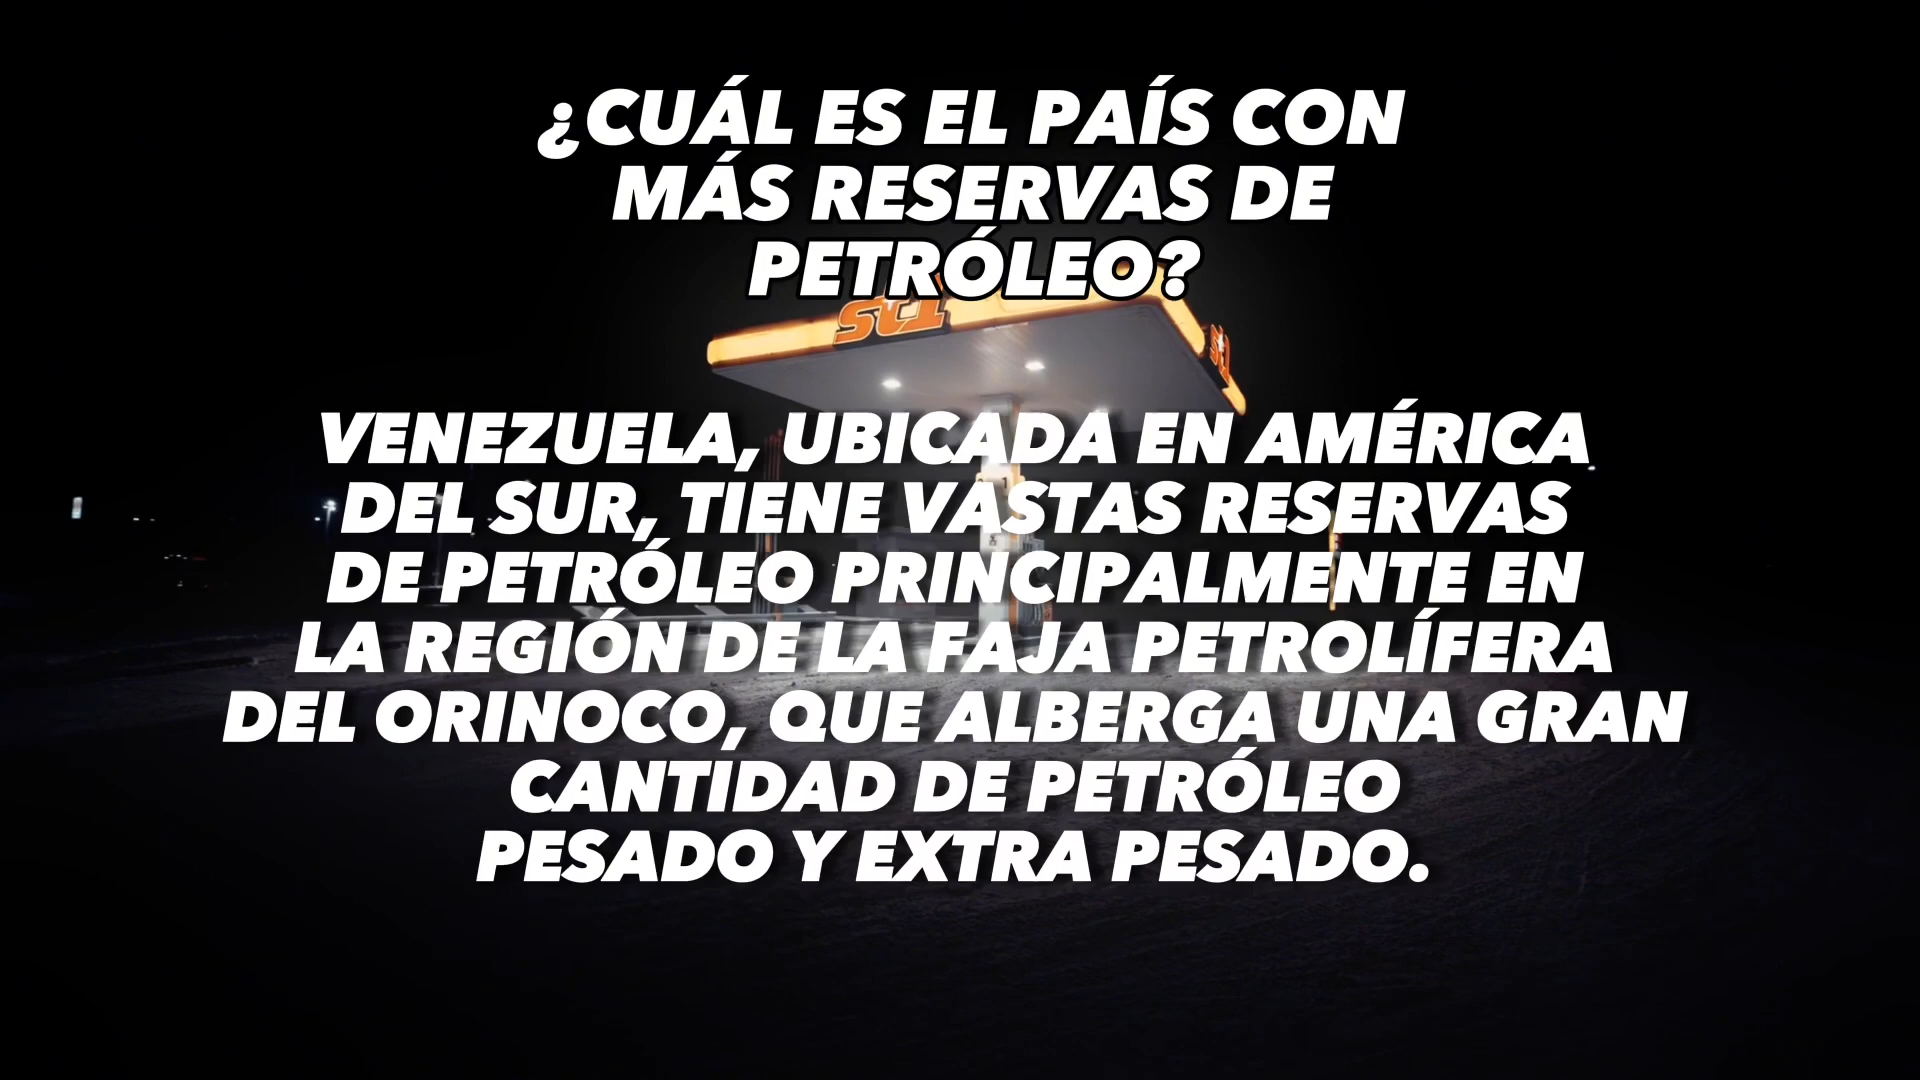 ¿CUÁL ES EL PAÍS CON
MÁS RESERVAS DE
PETRÓLEO?
st1
st1
VENEZUELA, UBICADA EN AMÉRICA
DEL SUR, TIENE VASTAS RESERVAS
DE PETRÓLEO PRINCIPALMENTE EN
LA REGIÓN DE LA FAJA PETROLÍFERA
DEL ORINOCO, QUE ALBERGA UNA GRAN
CANTIDAD DE PETRÓLEO
PESADO Y EXTRA PESADO.